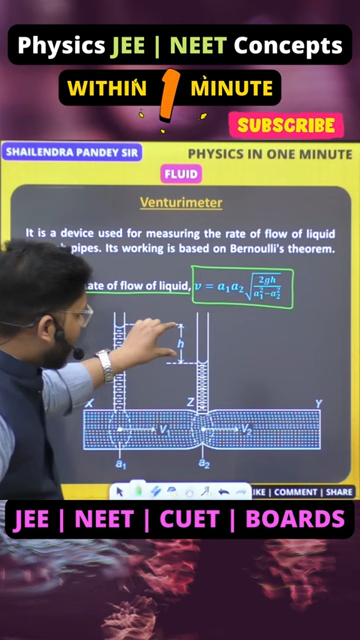 Physics JEE | NEET Concepts
WITHIN 1 MINUTE
SUBSCRIBE
SHAILENDRA PANDEY SIR
PHYSICS IN ONE MINUTE
FLUID
Venturimeter
It is a device used for measuring the rate of flow of liquid
pipes. Its working is based on Bernoulli's theorem.
rate of flow of liquid, v = a₁a₂√(2gh/(a₁²−a₂²))
h
X Z Y
V₁ V₂
a₁ a₂
LIKE | COMMENT | SHARE
JEE | NEET | CUET | BOARDS